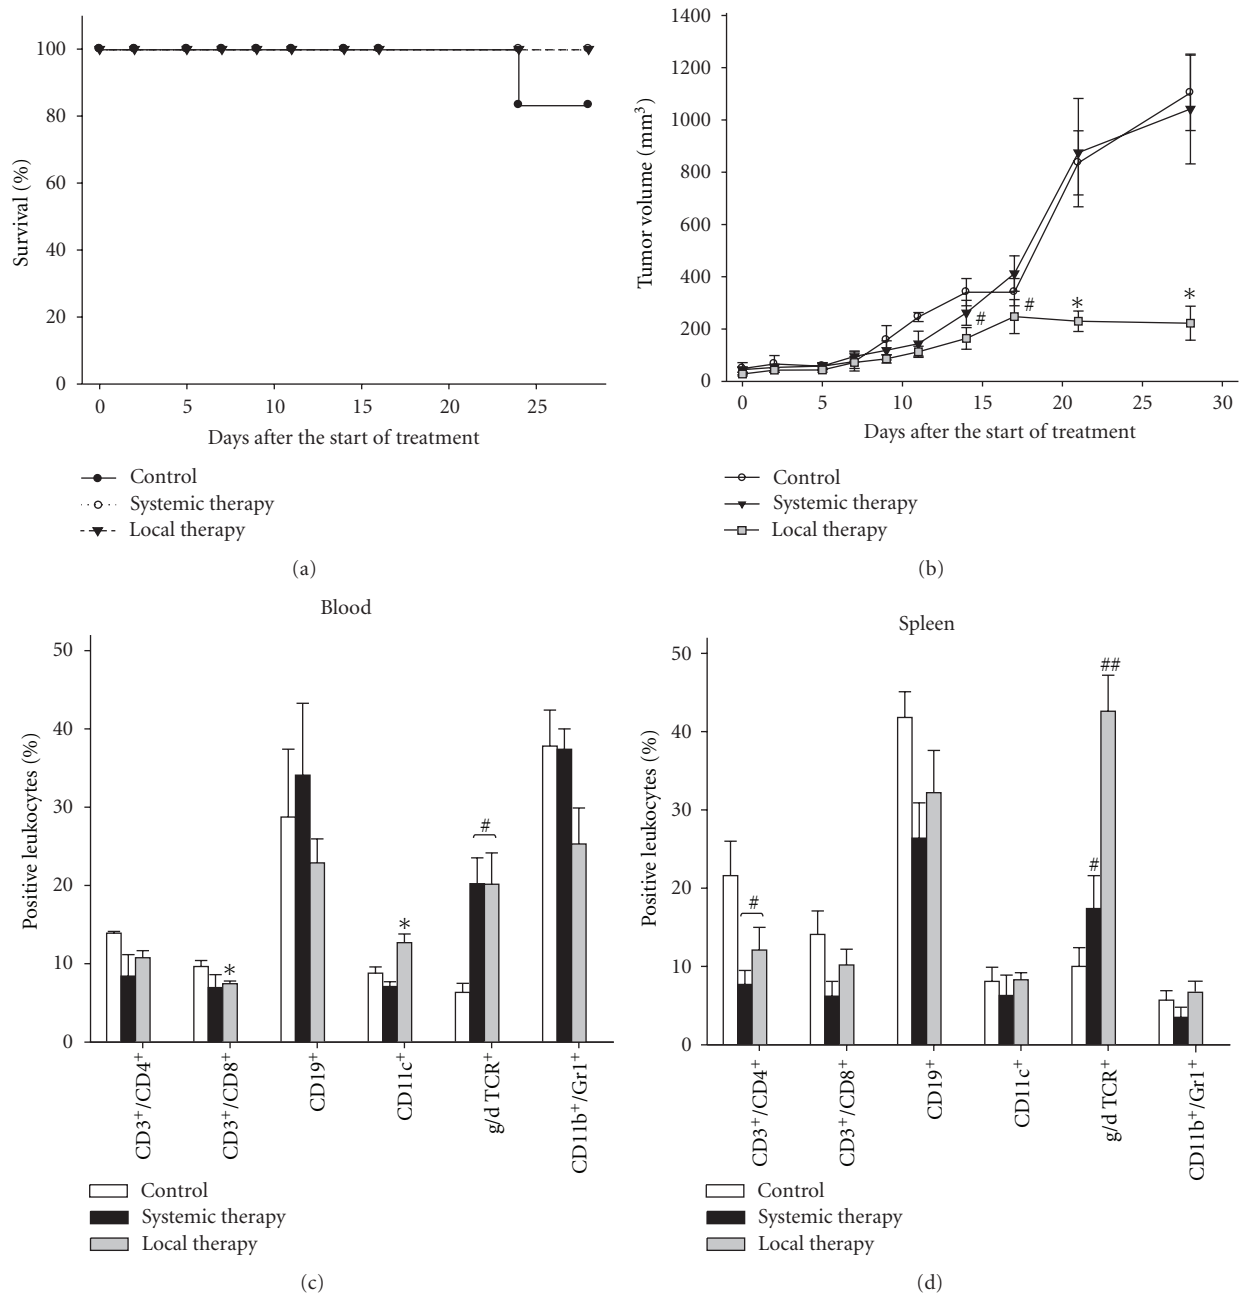 100
80
60
40
20
0
Survival (%)
0 5 10 15 20 25
Days after the start of treatment
Control
Systemic therapy
Local therapy
(a)
1400
1200
1000
800
600
400
200
0
Tumor volume (mm³)
# # * *
0 5 10 15 20 25 30
Days after the start of treatment
Control
Systemic therapy
Local therapy
(b)
Blood
50
40
30
20
10
0
Positive leukocytes (%)
* * #
CD3⁺/CD4⁺
CD3⁺/CD8⁺
CD19⁺
CD11c⁺
g/d TCR⁺
CD11b⁺/Gr1⁺
Control
Systemic therapy
Local therapy
(c)
Spleen
50
40
30
20
10
0
Positive leukocytes (%)
# # ##
CD3⁺/CD4⁺
CD3⁺/CD8⁺
CD19⁺
CD11c⁺
g/d TCR⁺
CD11b⁺/Gr1⁺
Control
Systemic therapy
Local therapy
(d)